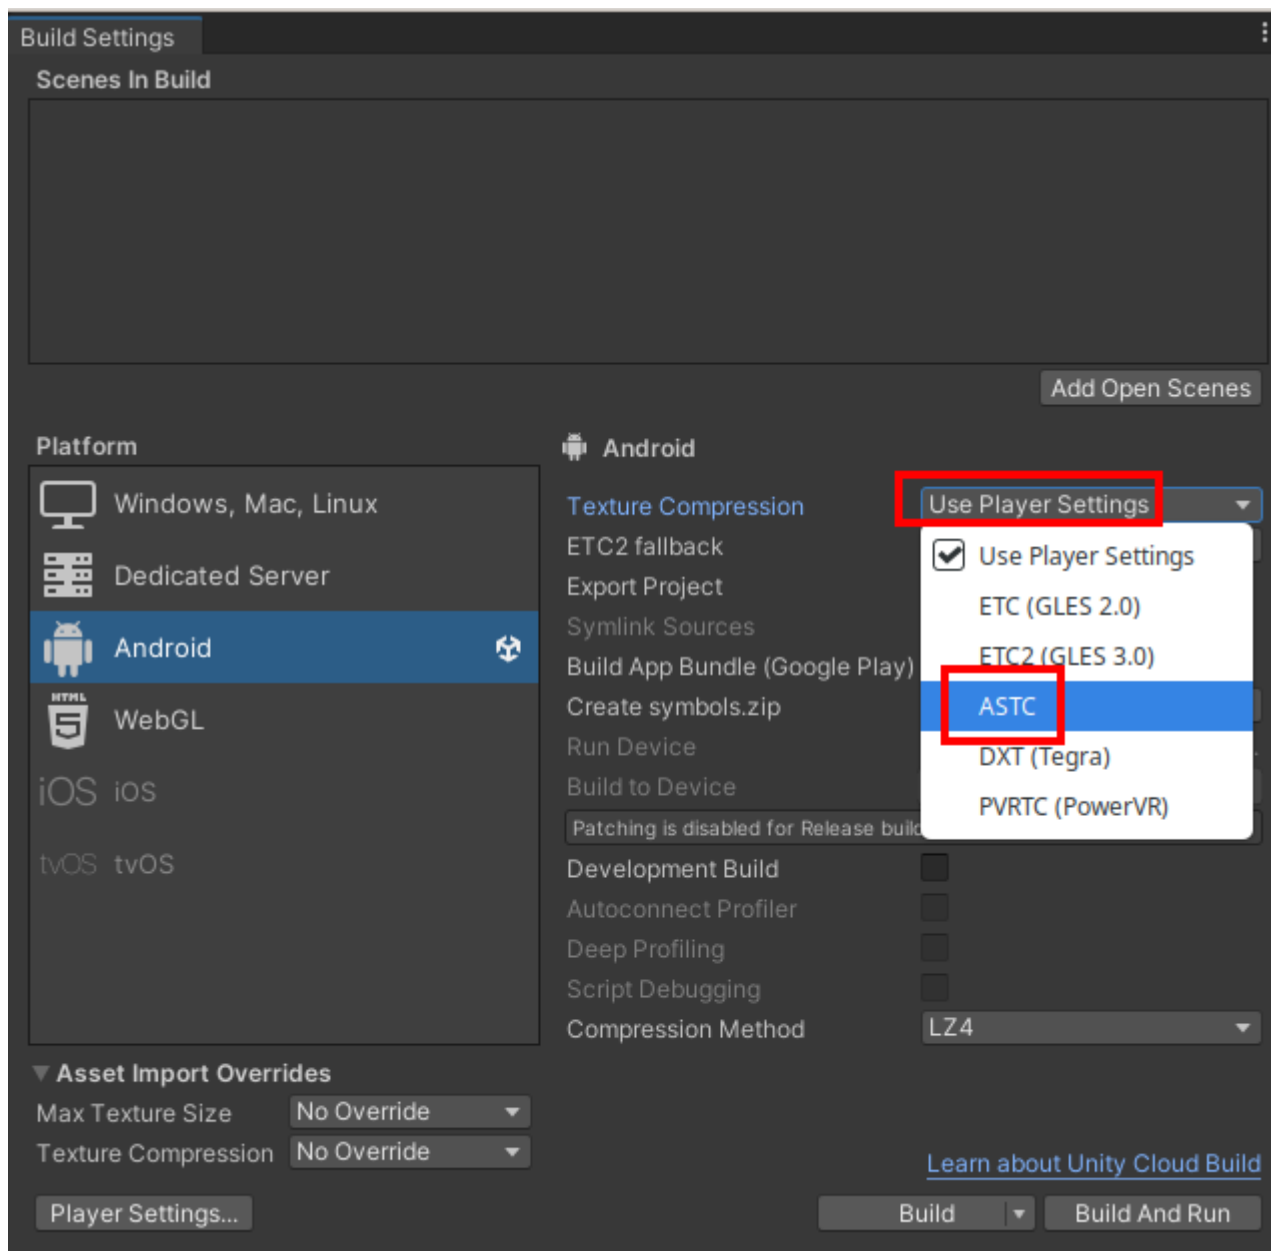 Build Settings
Scenes In Build
Add Open Scenes
Platform
Windows, Mac, Linux
Dedicated Server
Android
HTML
5
WebGL
iOS iOS
tvOS tvOS
Android
Texture Compression Use Player Settings
ETC2 fallback
Export Project
Symlink Sources
Build App Bundle (Google Play)
Create symbols.zip
Run Device
Build to Device
Patching is disabled for Release
Use Player Settings
ETC (GLES 2.0)
ETC2 (GLES 3.0)
ASTC
DXT (Tegra)
PVRTC (PowerVR)
Development Build
Autoconnect Profiler
Deep Profiling
Script Debugging
Compression Method LZ4
Asset Import Overrides
Max Texture Size No Override
Texture Compression No Override
Learn about Unity Cloud Build
Player Settings...
Build
Build And Run